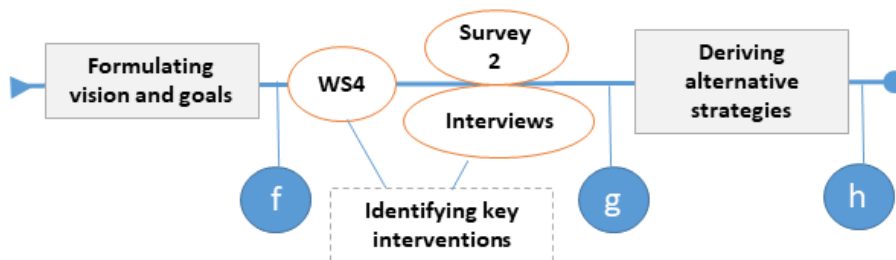 Formulating
vision and goals
WS4
Survey
2
Interviews
Deriving
alternative
strategies
f
Identifying key
interventions
g
h